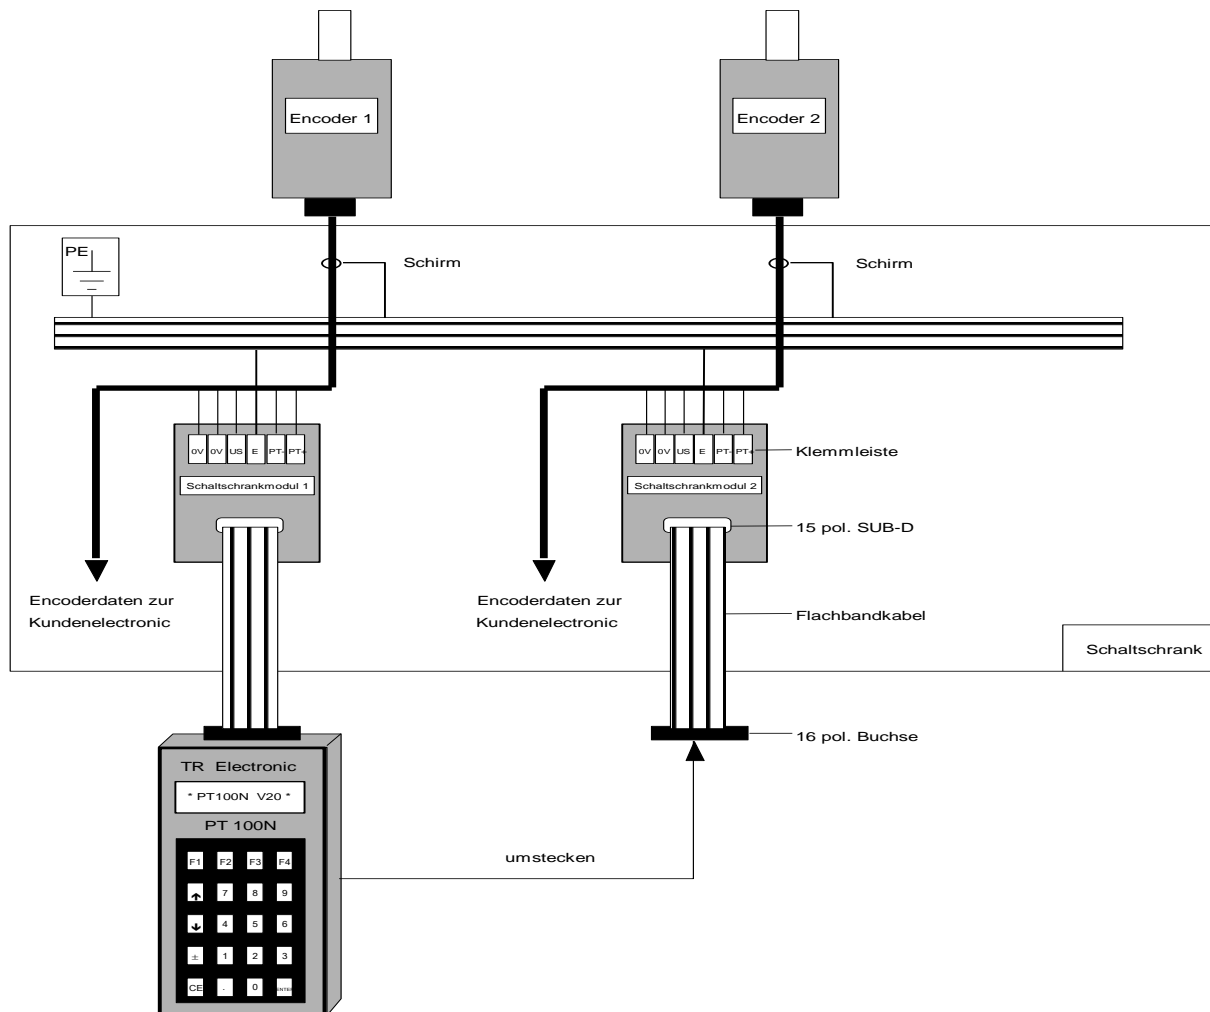 Encoder 1
Encoder 2
PE
Schirm
Schirm
0V 0V US E PT- PT+
0V 0V US E PT- PT+
Klemmleiste
Schaltschrankmodul 1
Schaltschrankmodul 2
15 pol. SUB-D
Encoderdaten zur
Kundenelectronic
Encoderdaten zur
Kundenelectronic
Flachbandkabel
Schaltschrank
16 pol. Buchse
TR Electronic
* PT100N V20 *
PT 100N
umstecken
F1 F2 F3 F4
↑ 7 8 9
↓ 4 5 6
± 1 2 3
CE . 0 ENTER